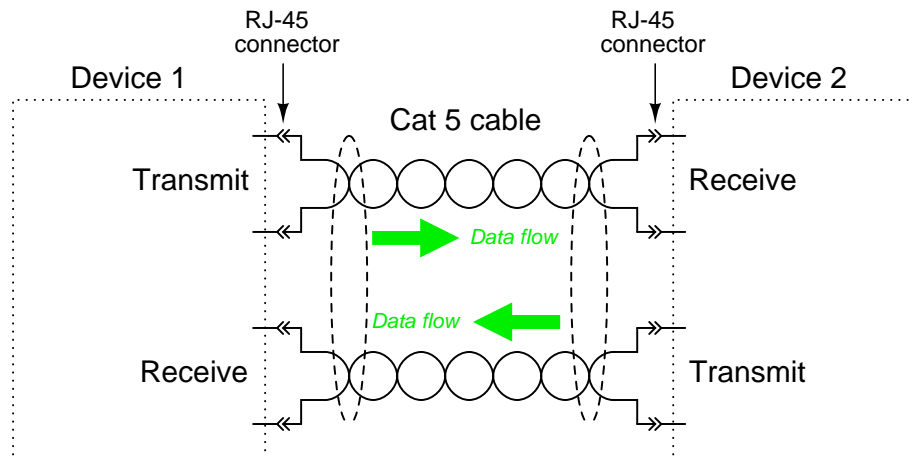 RJ-45
connector
RJ-45
connector
Device 1
Device 2
Cat 5 cable
Transmit
Receive
Data flow
Data flow
Receive
Transmit